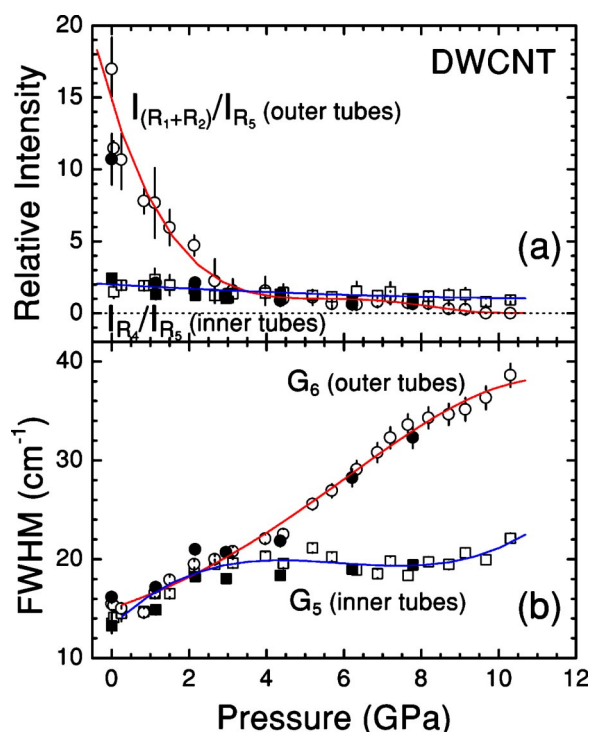 20
DWCNT
15
I(R₁+R₂)/IR₅ (outer tubes)
10
5
(a)
0
IR₄/IR₅ (inner tubes)
Relative Intensity
40
G₆ (outer tubes)
30
20
G₅ (inner tubes)
(b)
10
FWHM (cm⁻¹)
0 2 4 6 8 10 12
Pressure (GPa)